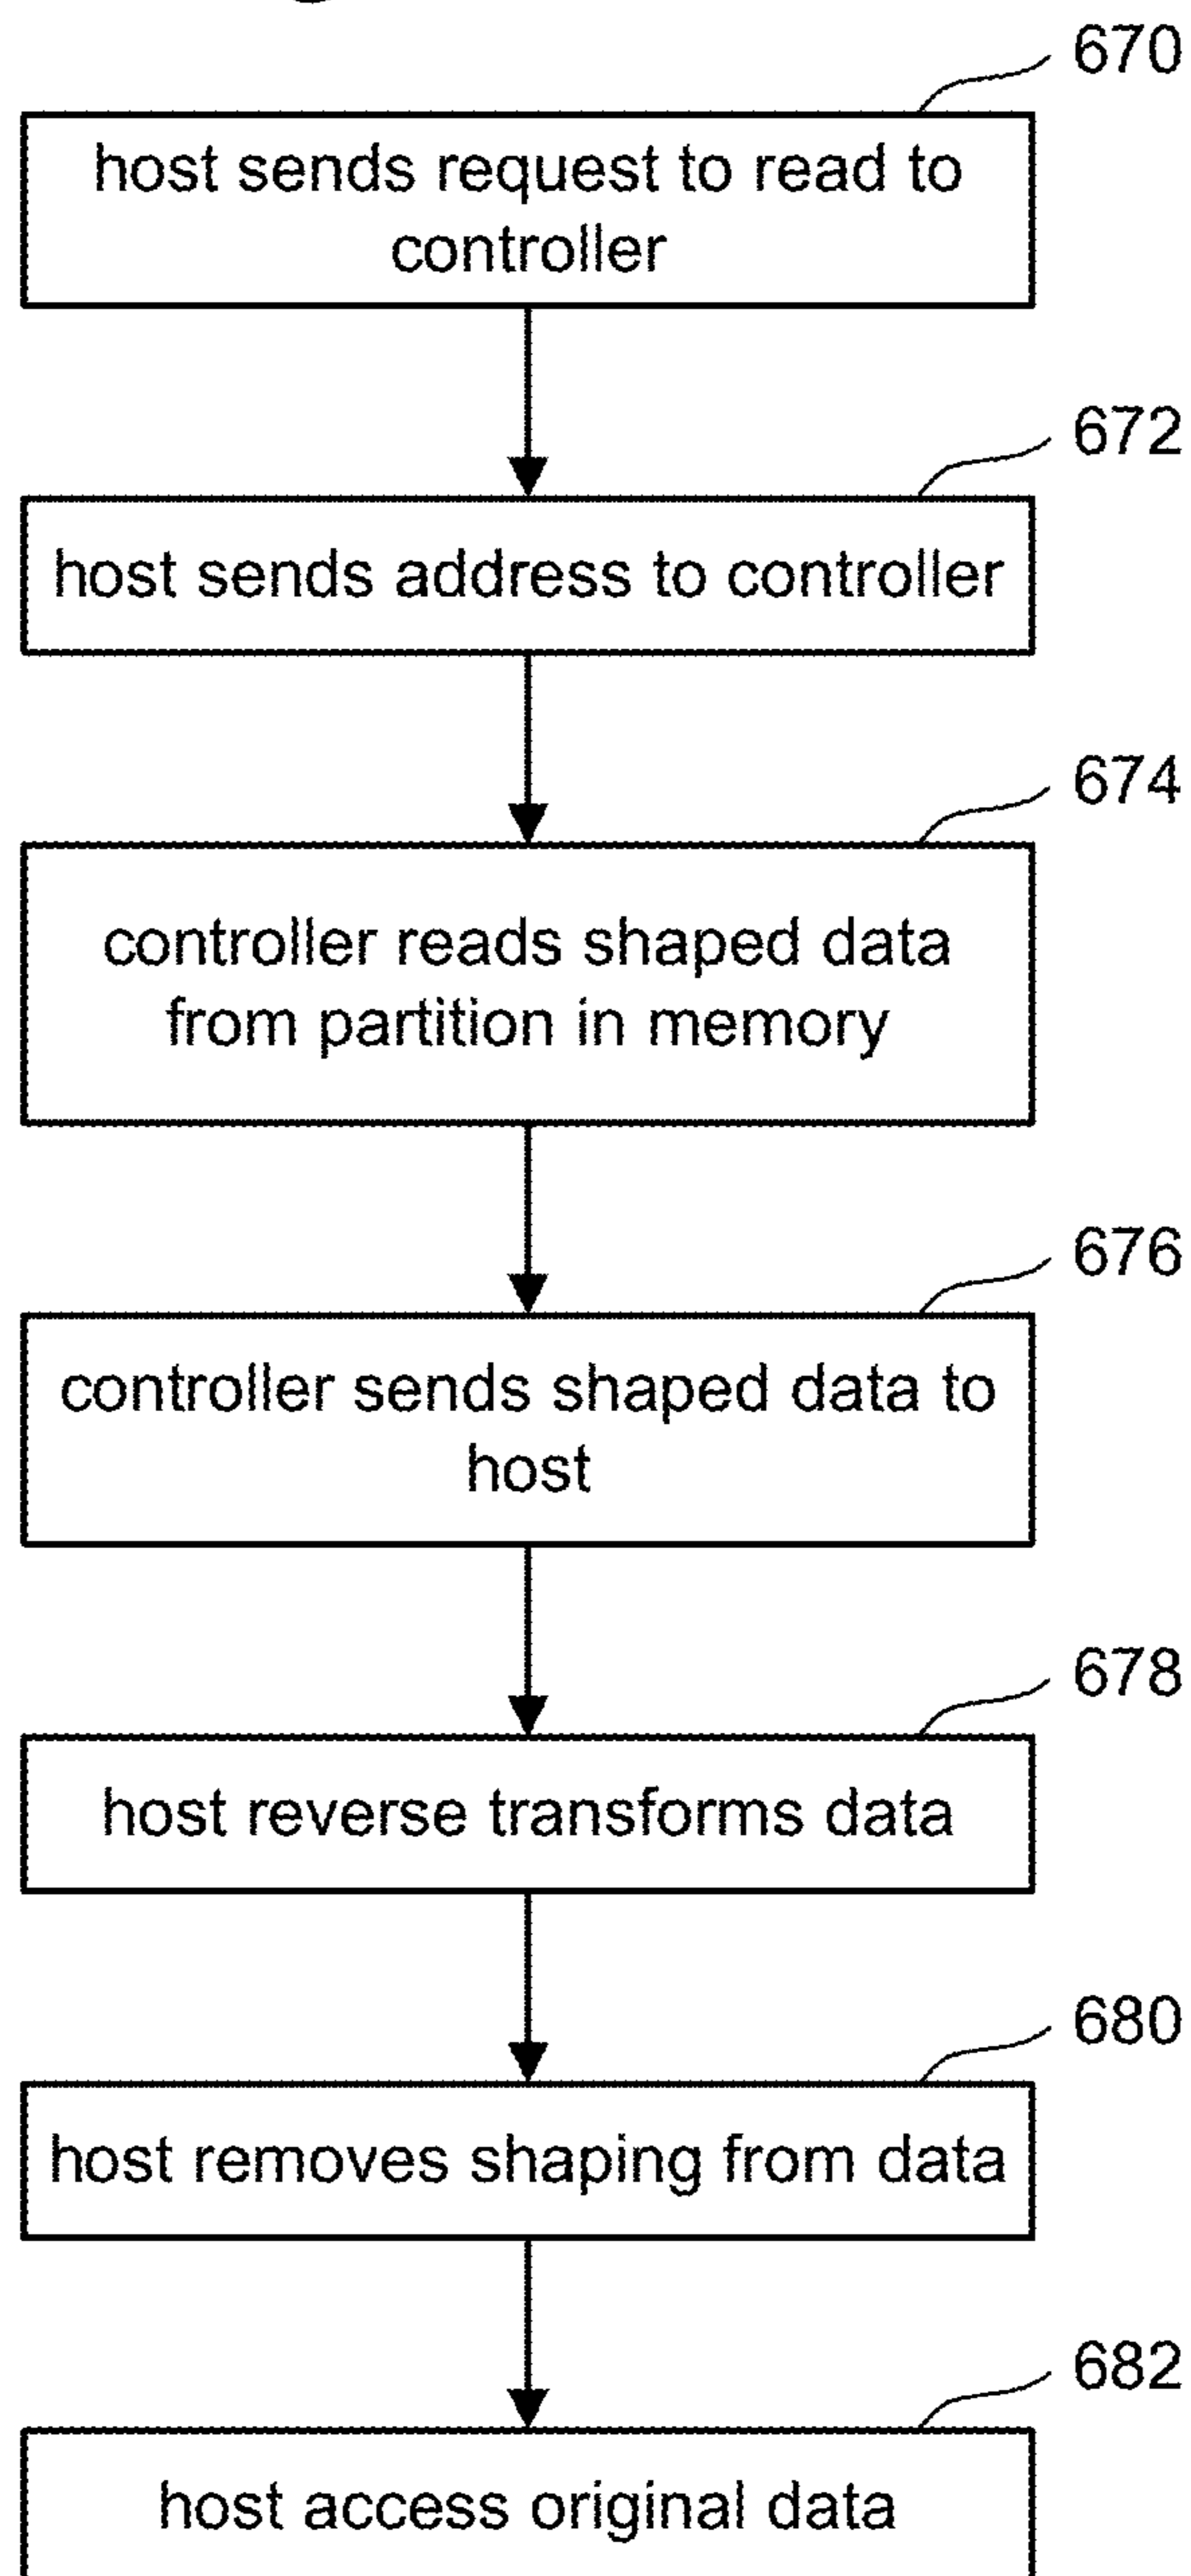 670
host sends request to read to
controller
672
host sends address to controller
674
controller reads shaped data
from partition in memory
676
controller sends shaped data to
host
678
host reverse transforms data
680
host removes shaping from data
682
host access original data